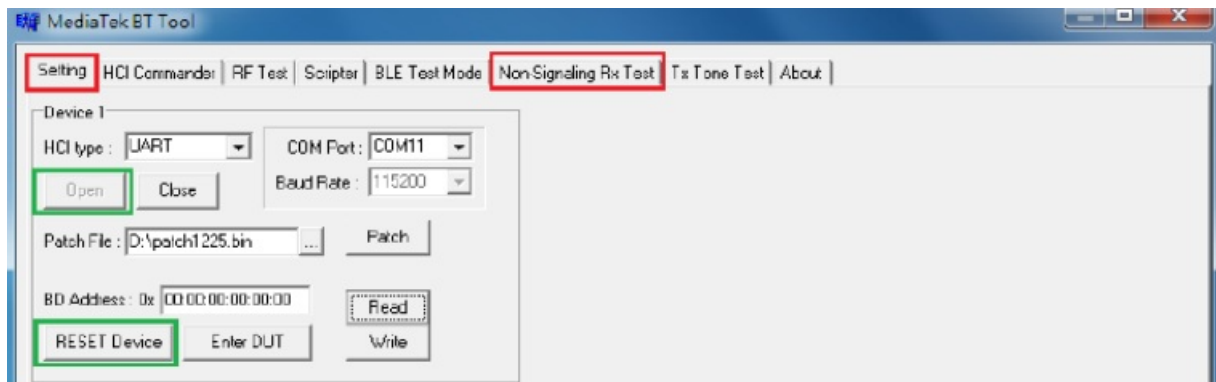 MediaTek BT Tool
Setting HCI Commander RF Test Scripter BLE Test Mode Non-Signaling Rx Test Tx Tone Test About
Device 1
HCI type : UART COM Port : COM11
Open Close Baud Rate : 115200
Patch File : D:\patch1225.bin ... Patch
BD Address : 0x 00:00:00:00:00:00 Read
RESET Device Enter DUT Write